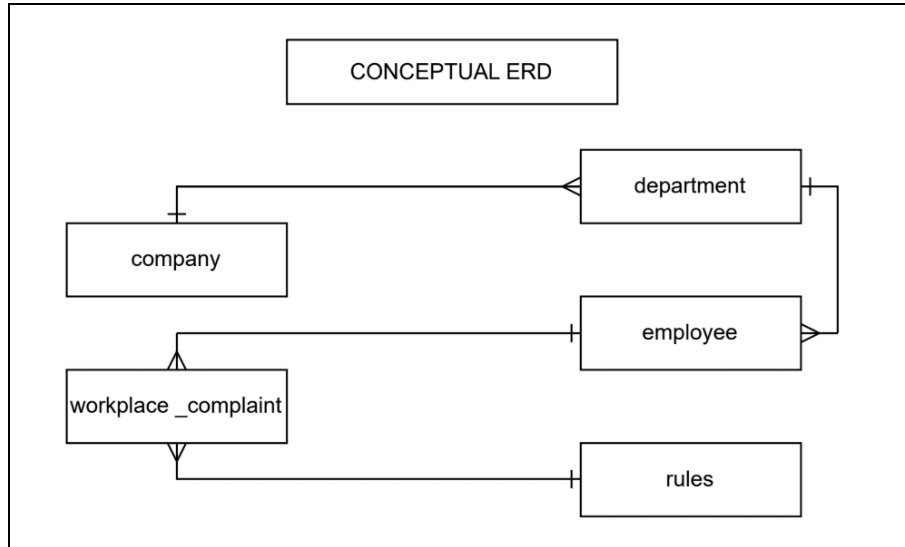 CONCEPTUAL ERD
department
company
employee
workplace _complaint
rules